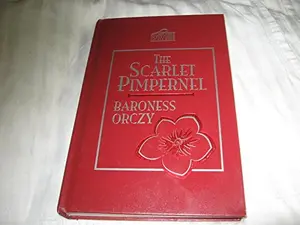 THE
SCARLET
PIMPERNEL
BARONESS
ORCZY